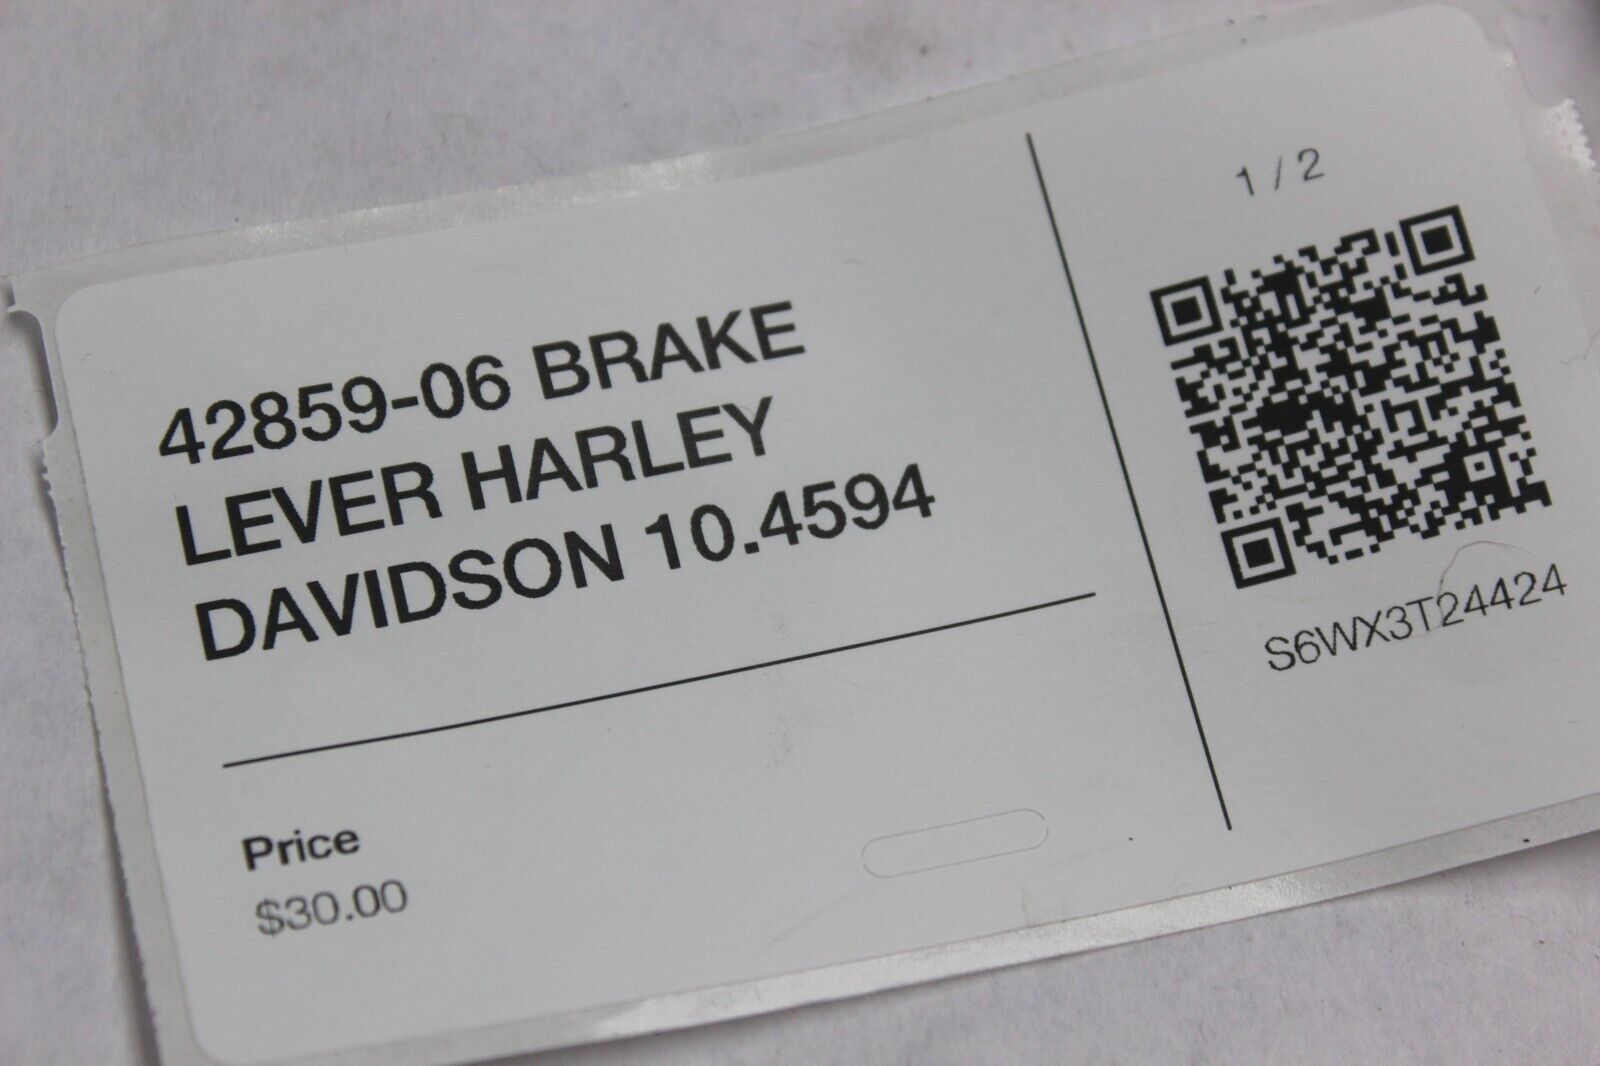 42859-06 BRAKE
LEVER HARLEY
DAVIDSON 10.4594
Price
$30.00
1 / 2
S6WX3T24424